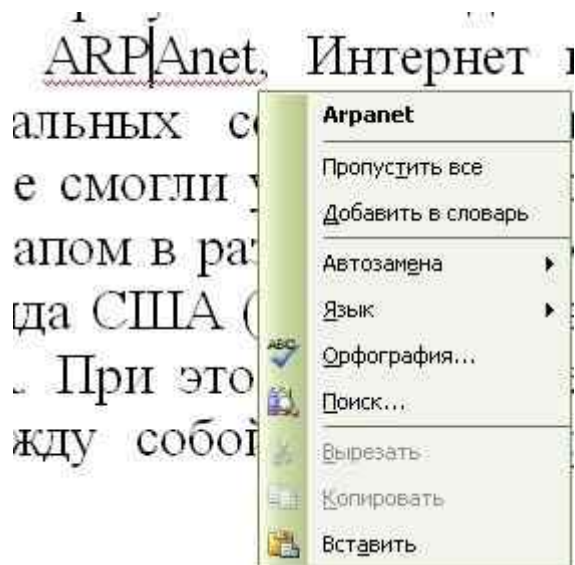 ARPAnet, Интернет
альных с
е смогли у
апом в раз
да США (
. При это
жду собой
Arpanet
Пропустить все
Добавить в словарь
Автозамена
Язык
Орфография...
Поиск...
Вырезать
Копировать
Вставить